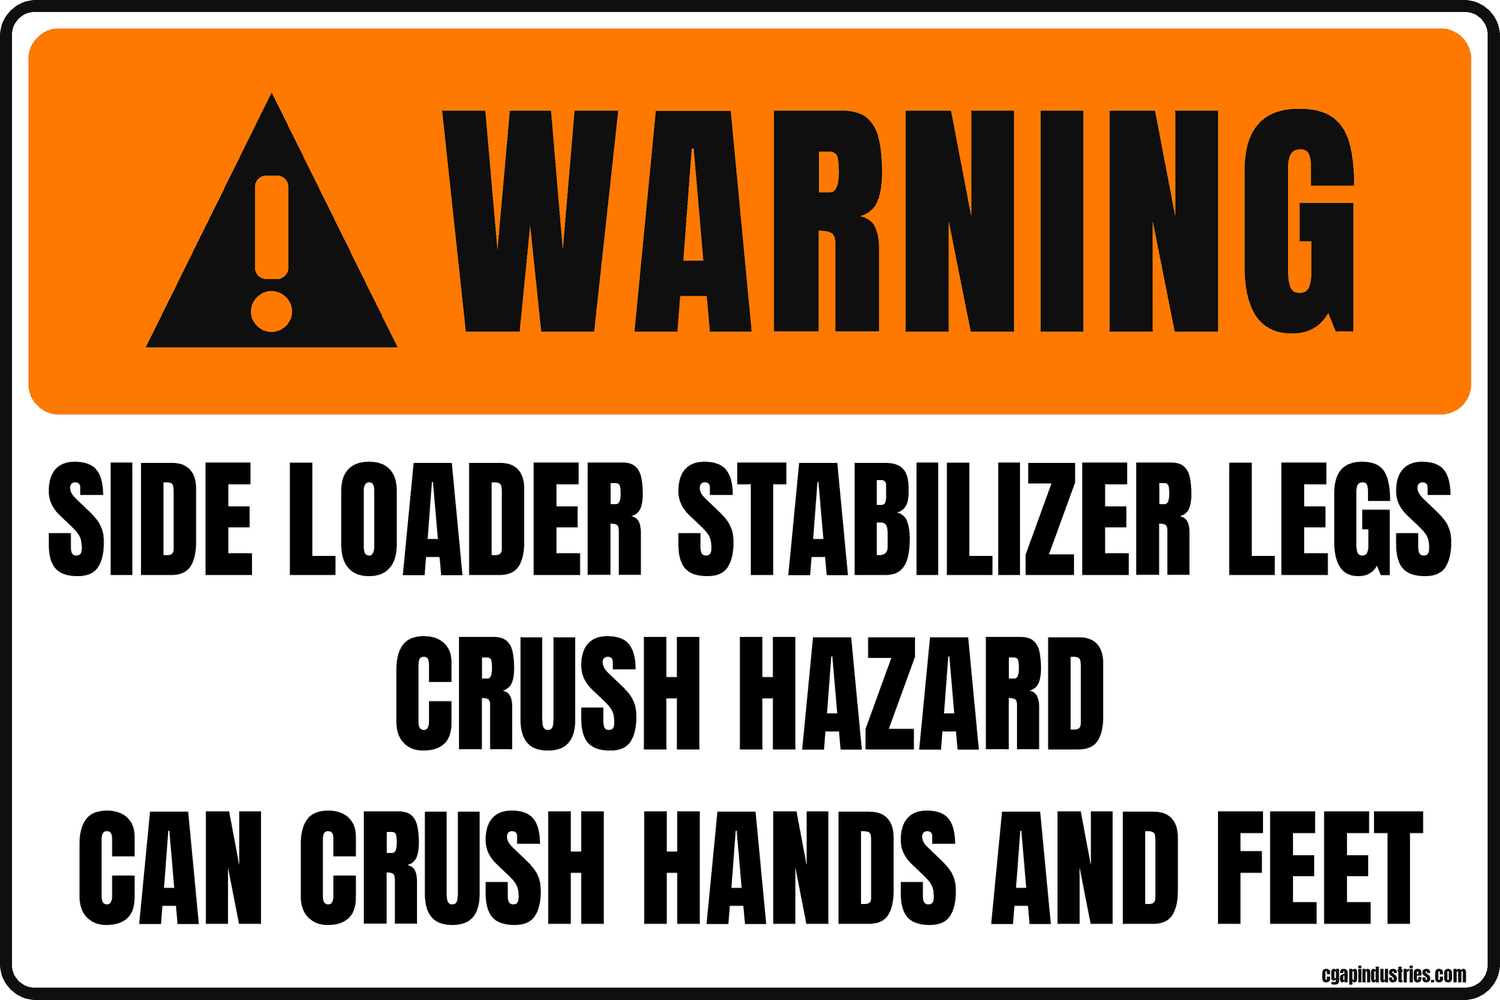 WARNING
SIDE LOADER STABILIZER LEGS
CRUSH HAZARD
CAN CRUSH HANDS AND FEET
cgapindustries.com